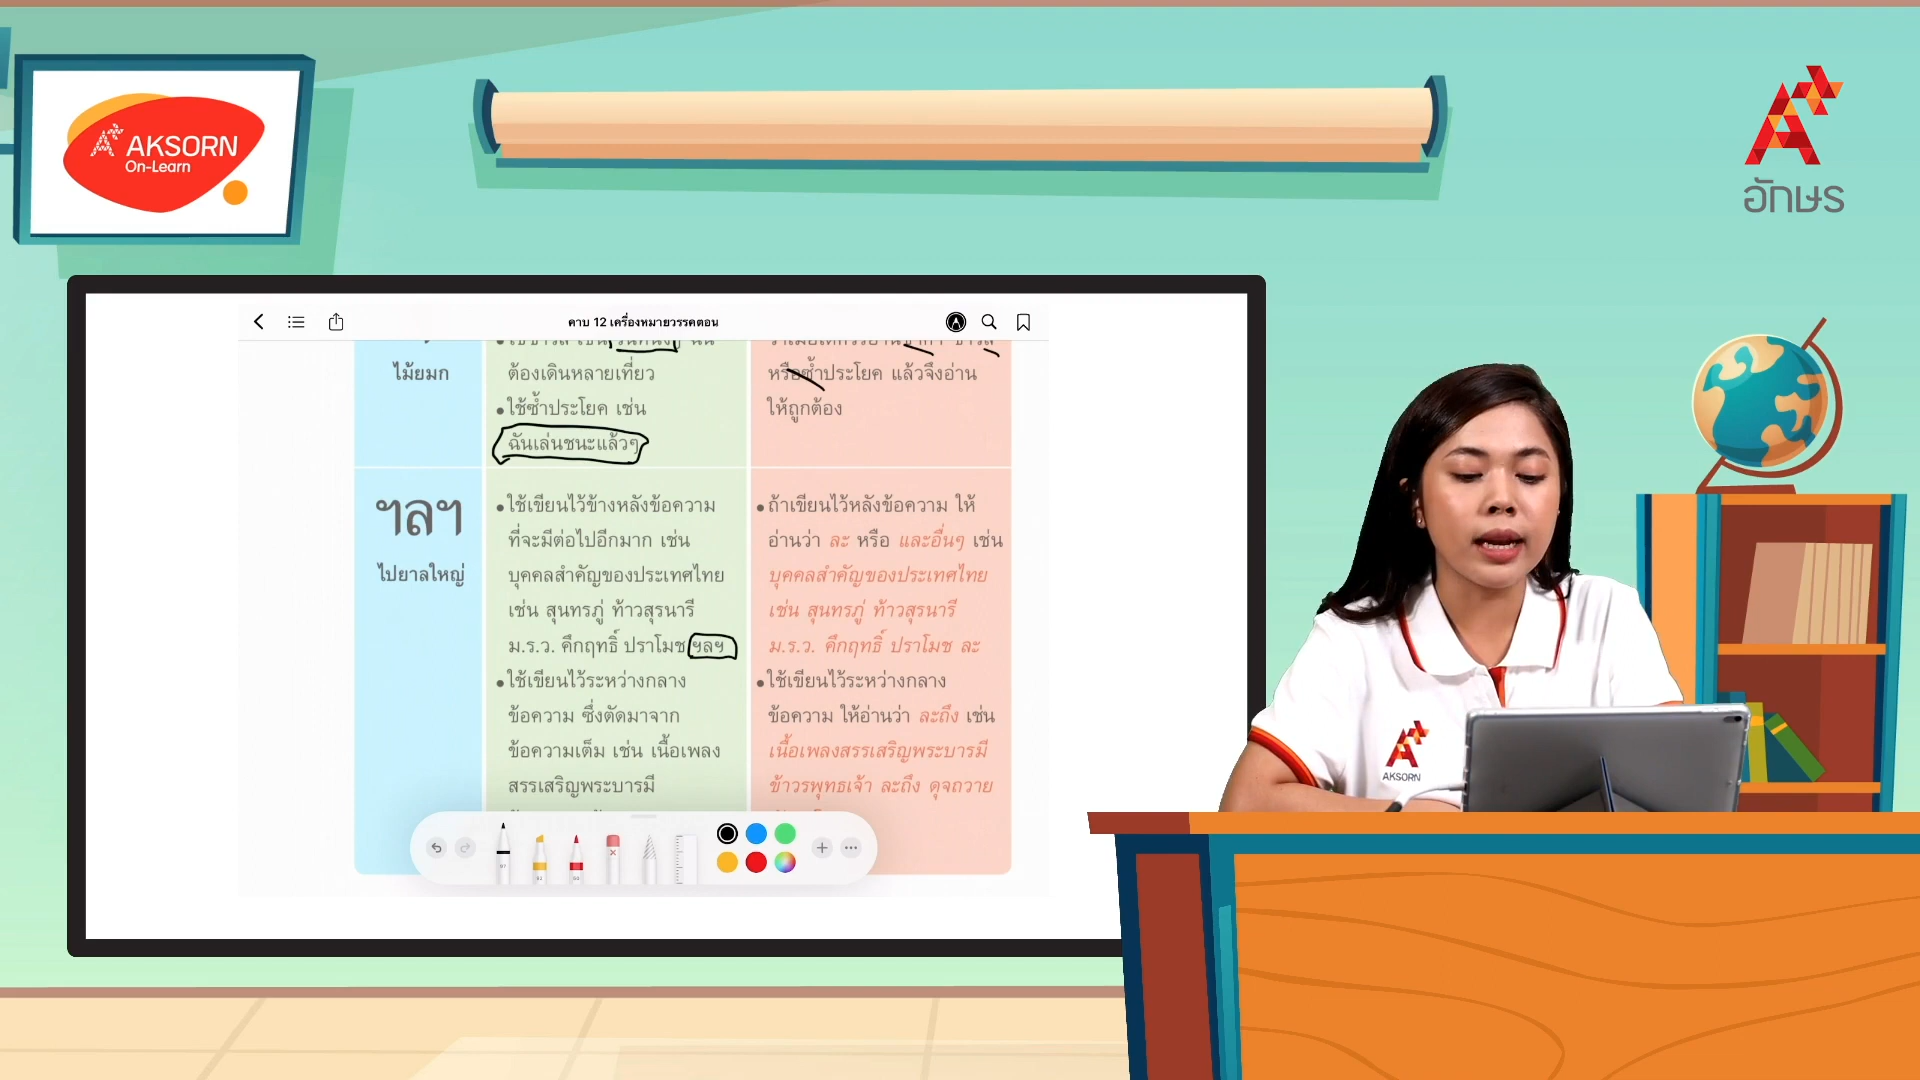 AKSORN
On-Learn
อักษร
คาบ 12 เครื่องหมายวรรคตอน
ไม้ยมก
ต้องเดินหลายเที่ยว
●ใช้ซ้ำประโยค เช่น
ฉันเล่นชนะแล้วๆ
หรือซ้ำประโยค แล้วจึงอ่าน
ให้ถูกต้อง
ฯลฯ
ไปยาลใหญ่
●ใช้เขียนไว้ข้างหลังข้อความ
ที่จะมีต่อไปอีกมาก เช่น
บุคคลสำคัญของประเทศไทย
เช่น สุนทรภู่ ท้าวสุรนารี
ม.ร.ว. คึกฤทธิ์ ปราโมช ฯลฯ
●ใช้เขียนไว้ระหว่างกลาง
ข้อความ ซึ่งตัดมาจาก
ข้อความเต็ม เช่น เนื้อเพลง
สรรเสริญพระบารมี
●ถ้าเขียนไว้หลังข้อความ ให้
อ่านว่า ละ หรือ และอื่นๆ เช่น
บุคคลสำคัญของประเทศไทย
เช่น สุนทรภู่ ท้าวสุรนารี
ม.ร.ว. คึกฤทธิ์ ปราโมช ละ
●ใช้เขียนไว้ระหว่างกลาง
ข้อความ ให้อ่านว่า ละถึง เช่น
เนื้อเพลงสรรเสริญพระบารมี
ข้าวรพุทธเจ้า ละถึง ดุจถวาย
AKSORN